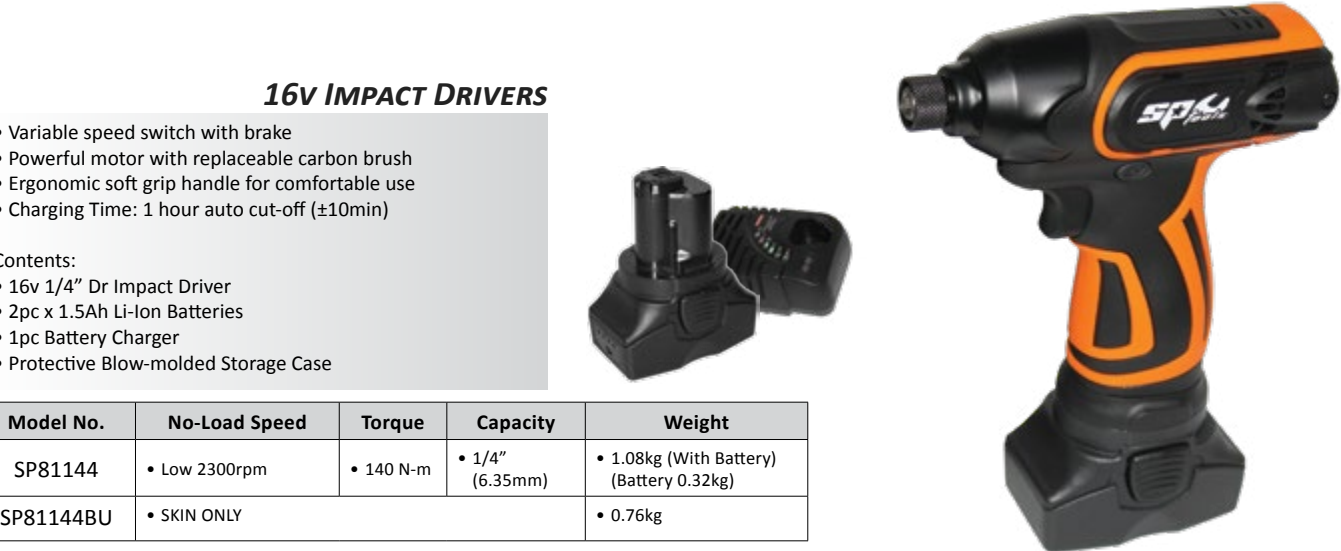 16v Impact Drivers
• Variable speed switch with brake
• Powerful motor with replaceable carbon brush
• Ergonomic soft grip handle for comfortable use
• Charging Time: 1 hour auto cut-off (±10min)
Contents:
• 16v 1/4” Dr Impact Driver
• 2pc x 1.5Ah Li-Ion Batteries
• 1pc Battery Charger
• Protective Blow-molded Storage Case
Model No. No-Load Speed Torque Capacity Weight
SP81144 • Low 2300rpm • 140 N-m • 1/4” (6.35mm) • 1.08kg (With Battery) (Battery 0.32kg)
SP81144BU • SKIN ONLY • 0.76kg
SP tools